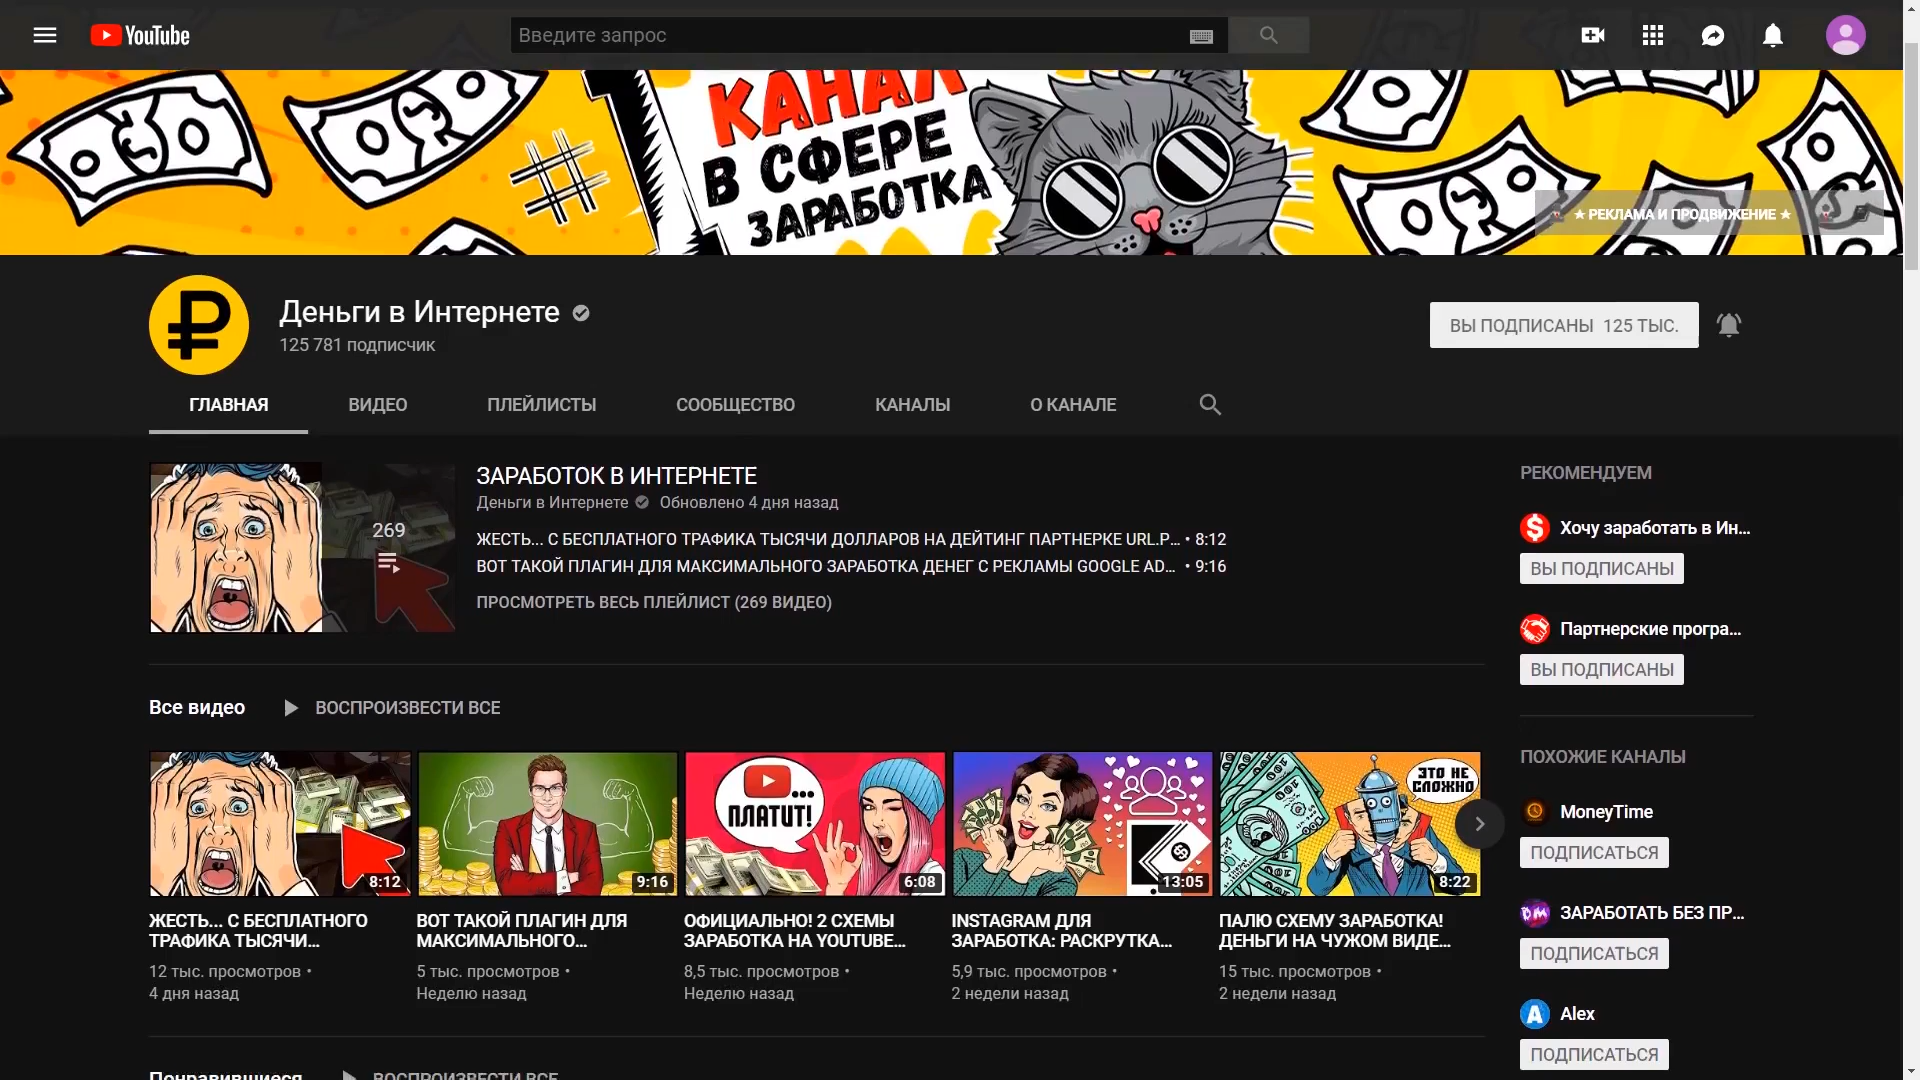 YouTube
Введите запрос
КАНАЛ
В СФЕРЕ
ЗАРАБОТКА
★ РЕКЛАМА И ПРОДВИЖЕНИЕ ★
Деньги в Интернете
125 781 подписчик
ВЫ ПОДПИСАНЫ 125 ТЫС.
ГЛАВНАЯ
ВИДЕО
ПЛЕЙЛИСТЫ
СООБЩЕСТВО
КАНАЛЫ
О КАНАЛЕ
269
ЗАРАБОТОК В ИНТЕРНЕТЕ
Деньги в Интернете Обновлено 4 дня назад
ЖЕСТЬ... С БЕСПЛАТНОГО ТРАФИКА ТЫСЯЧИ ДОЛЛАРОВ НА ДЕЙТИНГ ПАРТНЕРКЕ URL.P... • 8:12
ВОТ ТАКОЙ ПЛАГИН ДЛЯ МАКСИМАЛЬНОГО ЗАРАБОТКА ДЕНЕГ С РЕКЛАМЫ GOOGLE AD... • 9:16
ПРОСМОТРЕТЬ ВЕСЬ ПЛЕЙЛИСТ (269 ВИДЕО)
РЕКОМЕНДУЕМ
Хочу заработать в Ин...
ВЫ ПОДПИСАНЫ
Партнерские програ...
ВЫ ПОДПИСАНЫ
Все видео
ВОСПРОИЗВЕСТИ ВСЕ
8:12
ЖЕСТЬ... С БЕСПЛАТНОГО
ТРАФИКА ТЫСЯЧИ...
12 тыс. просмотров •
4 дня назад
9:16
ВОТ ТАКОЙ ПЛАГИН ДЛЯ
МАКСИМАЛЬНОГО...
5 тыс. просмотров •
Неделю назад
...
ПЛАТИТ!
6:08
ОФИЦИАЛЬНО! 2 СХЕМЫ
ЗАРАБОТКА НА YOUTUBE...
8,5 тыс. просмотров •
Неделю назад
13:05
INSTAGRAM ДЛЯ
ЗАРАБОТКА: РАСКРУТКА...
5,9 тыс. просмотров •
2 недели назад
ЭТО НЕ
СЛОЖНО
8:22
ПАЛЮ СХЕМУ ЗАРАБОТКА!
ДЕНЬГИ НА ЧУЖОМ ВИДЕ...
15 тыс. просмотров •
2 недели назад
ПОХОЖИЕ КАНАЛЫ
MoneyTime
ПОДПИСАТЬСЯ
ЗАРАБОТАТЬ БЕЗ ПР...
ПОДПИСАТЬСЯ
Alex
ПОДПИСАТЬСЯ
Понравившиеся
ВОСПРОИЗВЕСТИ ВСЕ